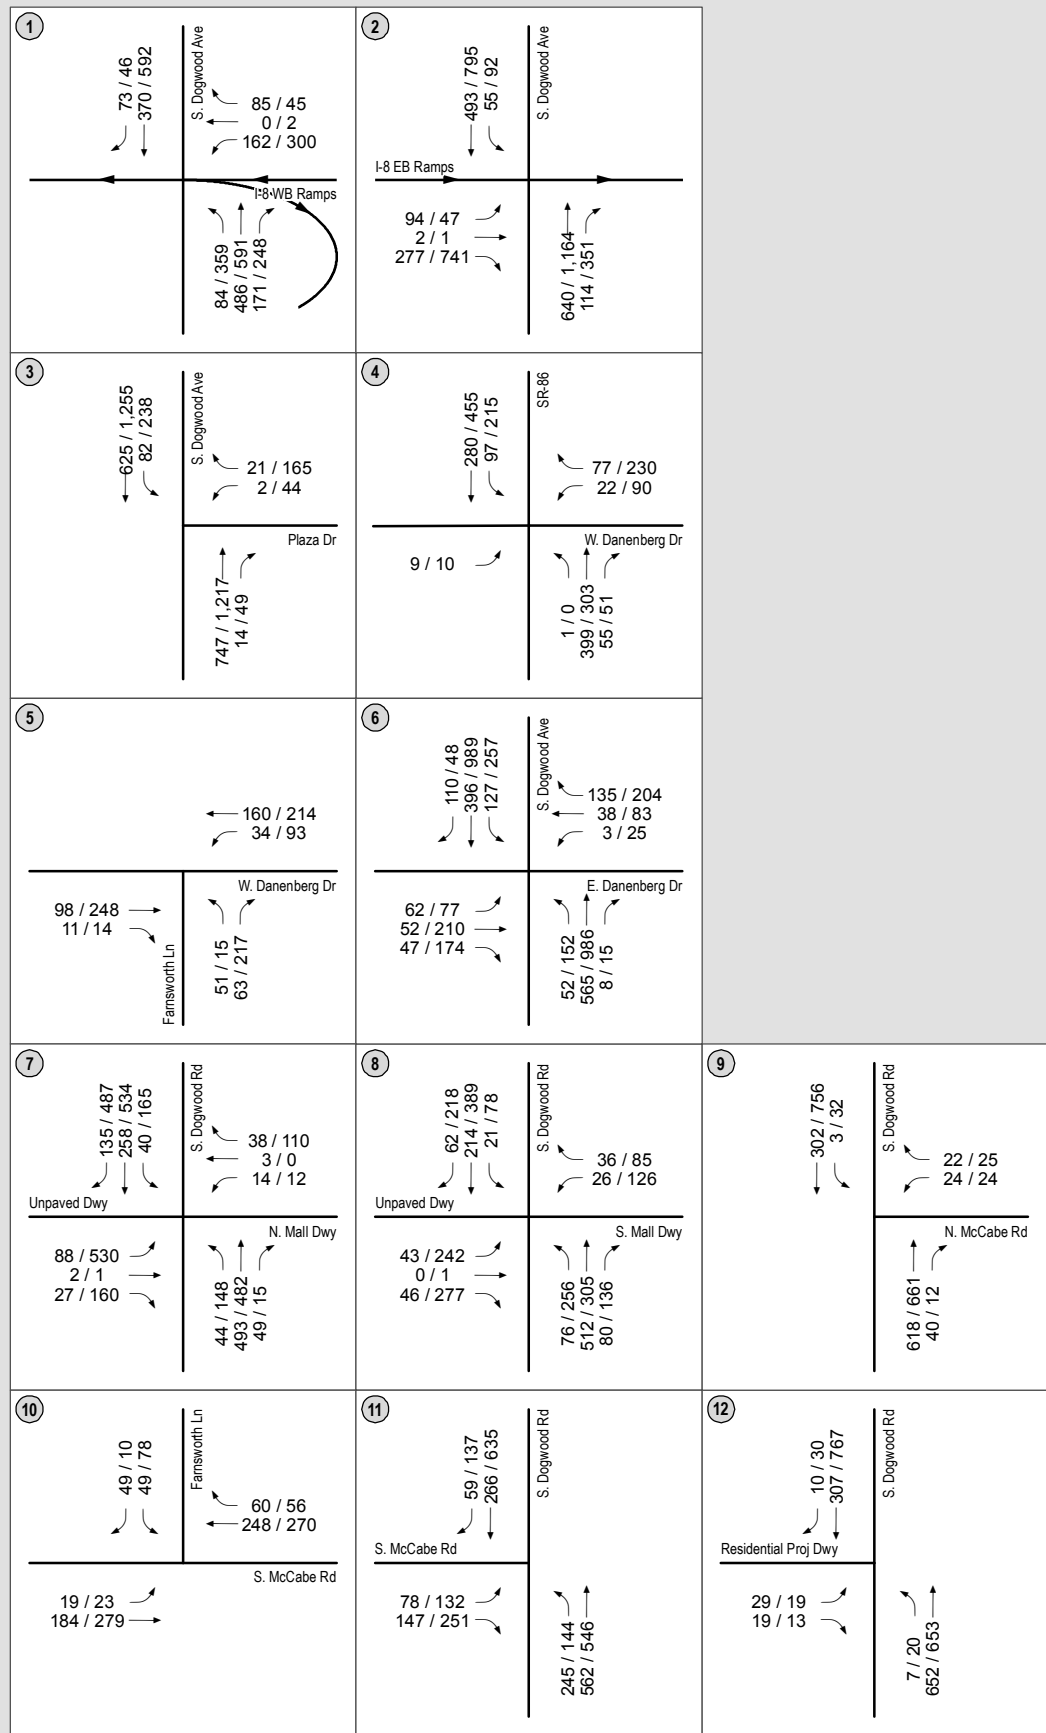 1
73 / 46
370 / 592
S. Dogwood Ave
85 / 45
0 / 2
162 / 300
I-8 WB Ramps
84 / 359
486 / 591
171 / 248
2
493 / 795
55 / 92
S. Dogwood Ave
I-8 EB Ramps
94 / 47
2 / 1
277 / 741
640 / 1,164
114 / 351
3
625 / 1,255
82 / 238
S. Dogwood Ave
21 / 165
2 / 44
Plaza Dr
747 / 1,217
14 / 49
4
280 / 455
97 / 215
SR-86
77 / 230
22 / 90
W. Danenberg Dr
9 / 10
1 / 0
399 / 303
55 / 51
5
160 / 214
34 / 93
W. Danenberg Dr
98 / 248
11 / 14
Farnsworth Ln
51 / 15
63 / 217
6
110 / 48
396 / 989
127 / 257
S. Dogwood Ave
135 / 204
38 / 83
3 / 25
E. Danenberg Dr
62 / 77
52 / 210
47 / 174
52 / 152
565 / 986
8 / 15
7
135 / 487
258 / 534
40 / 165
S. Dogwood Rd
38 / 110
3 / 0
14 / 12
Unpaved Dwy
N. Mall Dwy
88 / 530
2 / 1
27 / 160
44 / 148
493 / 482
49 / 15
8
62 / 218
214 / 389
21 / 78
S. Dogwood Rd
36 / 85
26 / 126
Unpaved Dwy
S. Mall Dwy
43 / 242
0 / 1
46 / 277
76 / 256
512 / 305
80 / 136
9
302 / 756
3 / 32
S. Dogwood Rd
22 / 25
24 / 24
N. McCabe Rd
618 / 661
40 / 12
10
49 / 10
49 / 78
Farnsworth Ln
60 / 56
248 / 270
S. McCabe Rd
19 / 23
184 / 279
11
59 / 137
266 / 635
S. Dogwood Rd
S. McCabe Rd
78 / 132
147 / 251
245 / 144
562 / 546
12
10 / 30
307 / 767
S. Dogwood Rd
Residential Proj Dwy
29 / 19
19 / 13
7 / 20
652 / 653